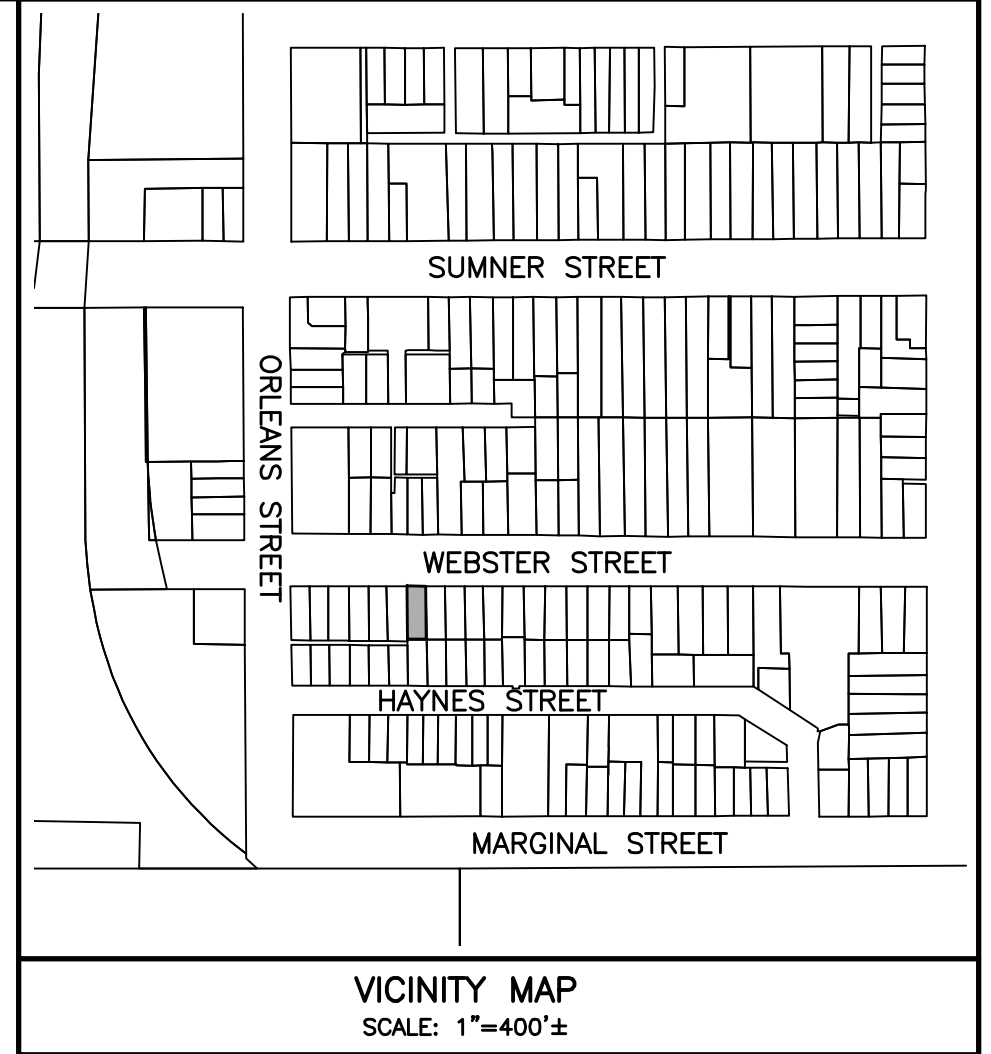 SUMNER STREET
ORLEANS STREET
WEBSTER STREET
HAYNES STREET
MARGINAL STREET
VICINITY MAP
SCALE: 1"=400'±